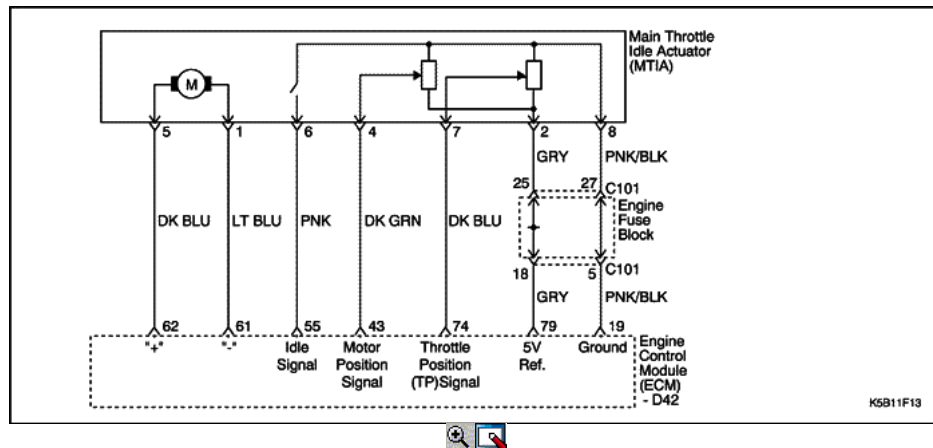 Main Throttle
Idle Actuator
(MTIA)
M
5 1 6 4 7 2 8
GRY PNK/BLK
25 27 C101
Engine
Fuse
Block
DK BLU LT BLU PNK DK GRN DK BLU
18 5 C101
GRY PNK/BLK
62 61 55 43 74 79 19
"+" "-" Idle Motor Throttle 5V Ground
Signal Position Position Ref.
Signal (TP)Signal
Engine
Control
Module
(ECM)
- D42
K5B11F13